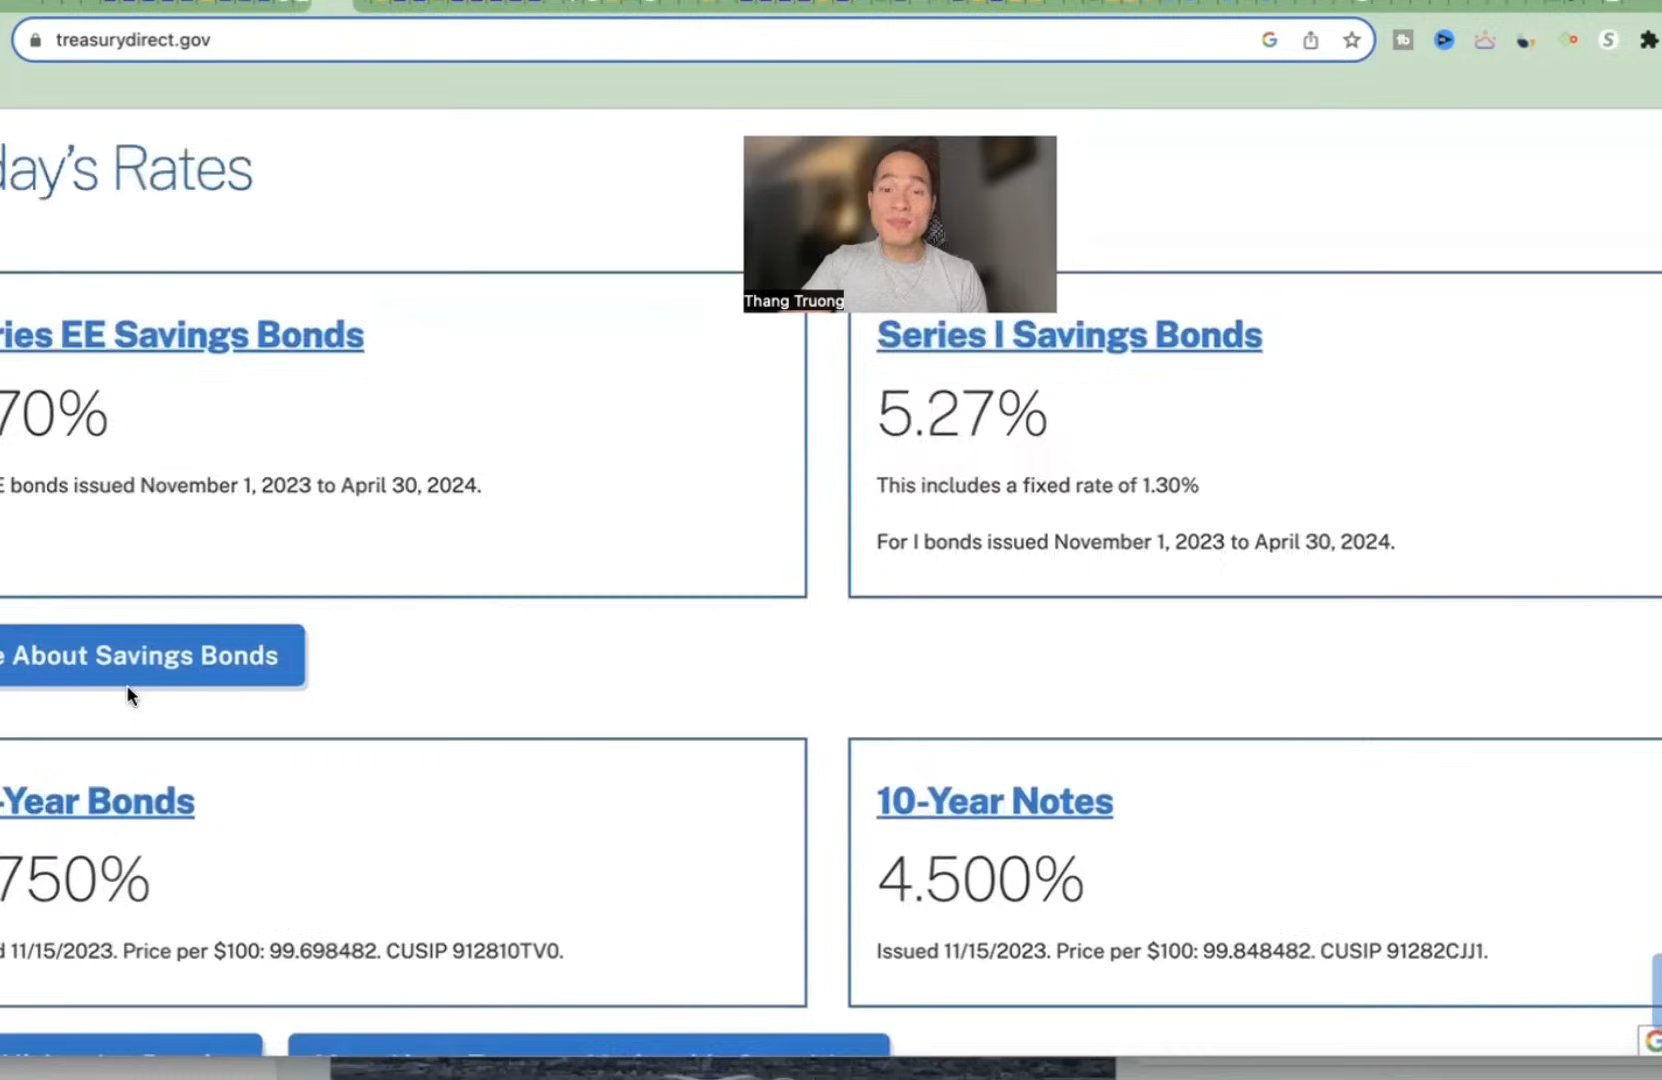 treasurydirect.gov
day's Rates
Thang Truong
ries EE Savings Bonds
70%
E bonds issued November 1, 2023 to April 30, 2024.
Series I Savings Bonds
5.27%
This includes a fixed rate of 1.30%
For I bonds issued November 1, 2023 to April 30, 2024.
e About Savings Bonds
-Year Bonds
750%
d 11/15/2023. Price per $100: 99.698482. CUSIP 912810TV0.
10-Year Notes
4.500%
Issued 11/15/2023. Price per $100: 99.848482. CUSIP 91282CJJ1.